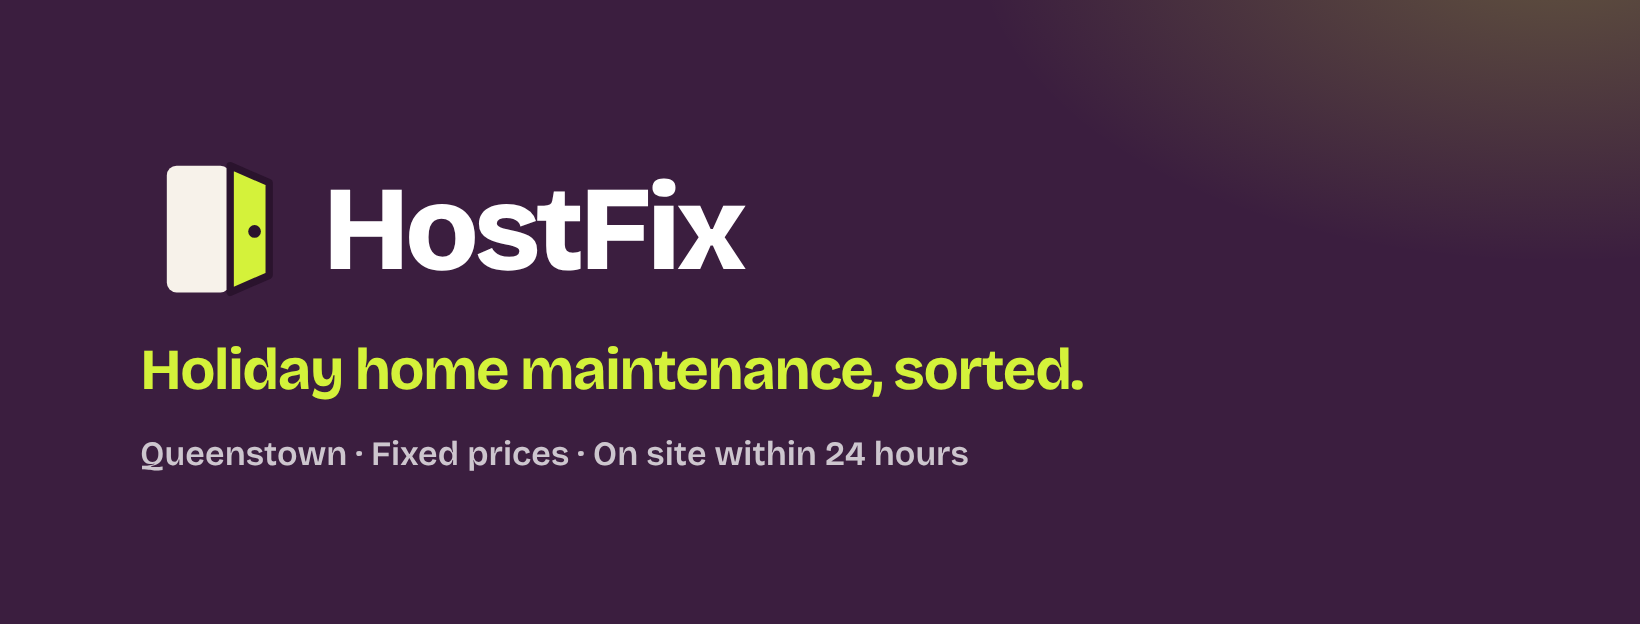 HostFix
Holiday home maintenance, sorted.
Queenstown · Fixed prices · On site within 24 hours